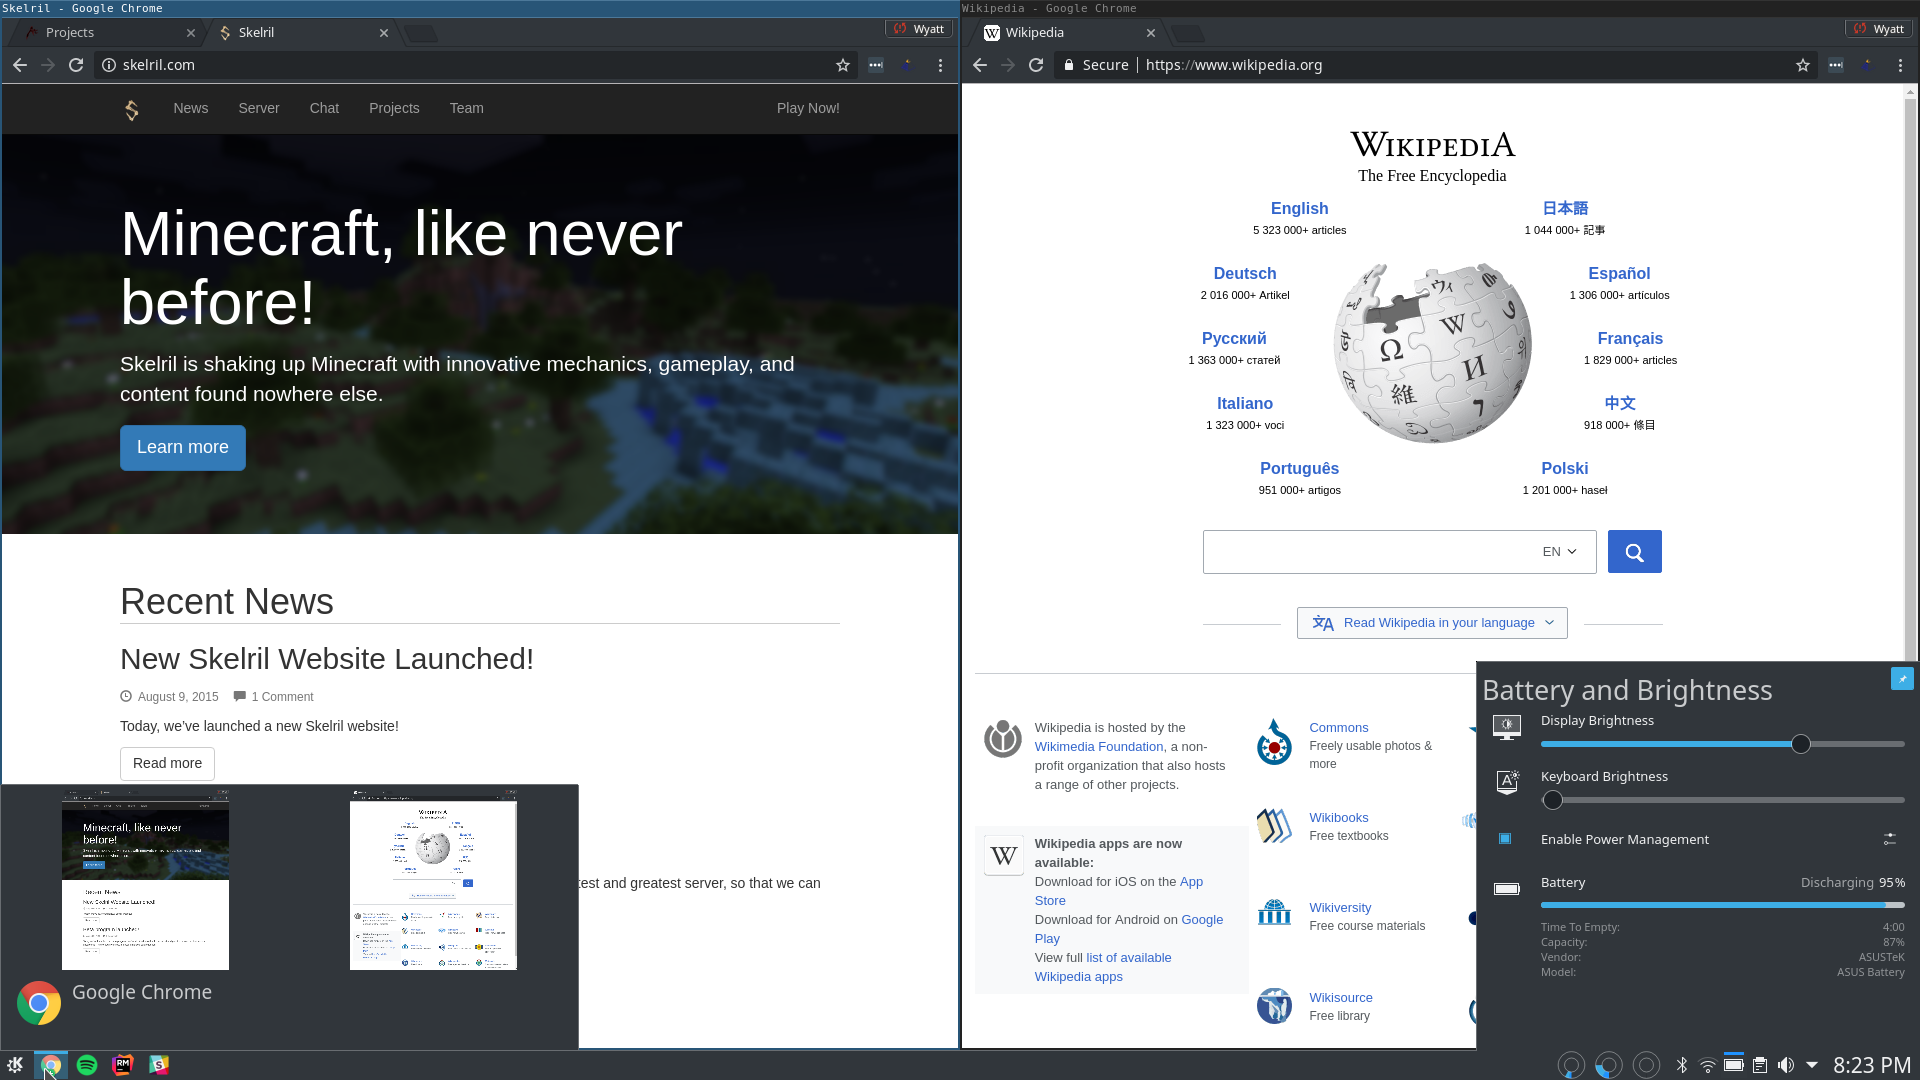 Skelril - Google Chrome
Projects
Skelril
Wyatt
skelril.com
News Server Chat Projects Team Play Now!
Minecraft, like never
before!
Skelril is shaking up Minecraft with innovative mechanics, gameplay, and
content found nowhere else.
Learn more
Recent News
New Skelril Website Launched!
August 9, 2015 1 Comment
Today, we've launched a new Skelril website!
Read more
test and greatest server, so that we can
Minecraft, like never
before!
Recent News
Google Chrome
Wikipedia - Google Chrome
Wikipedia
Wyatt
Secure https://www.wikipedia.org
WIKIPEDIA
The Free Encyclopedia
English
5 323 000+ articles
日本語
1 044 000+ 記事
Deutsch
2 016 000+ Artikel
Español
1 306 000+ artículos
Русский
1 363 000+ статей
Français
1 829 000+ articles
Italiano
1 323 000+ voci
中文
918 000+ 條目
Português
951 000+ artigos
Polski
1 201 000+ haseł
EN
Read Wikipedia in your language
Wikipedia is hosted by the
Wikimedia Foundation, a non-
profit organization that also hosts
a range of other projects.
Wikipedia apps are now
available:
Download for iOS on the App
Store
Download for Android on Google
Play
View full list of available
Wikipedia apps
Commons
Freely usable photos &
more
Wikibooks
Free textbooks
Wikiversity
Free course materials
Wikisource
Free library
Battery and Brightness
Display Brightness
Keyboard Brightness
Enable Power Management
Battery Discharging 95%
Time To Empty: 4:00
Capacity: 87%
Vendor: ASUSTeK
Model: ASUS Battery
8:23 PM